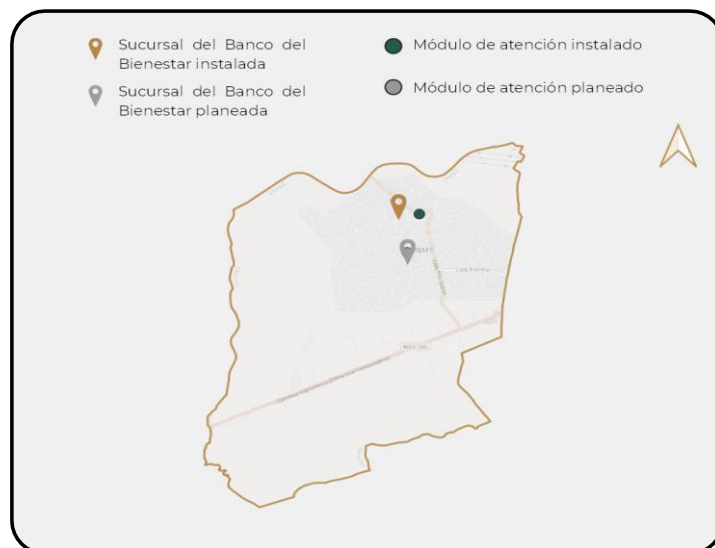 Sucursal del Banco del
Bienestar instalada
Módulo de atención instalado
Sucursal del Banco del
Bienestar planeada
Módulo de atención planeado